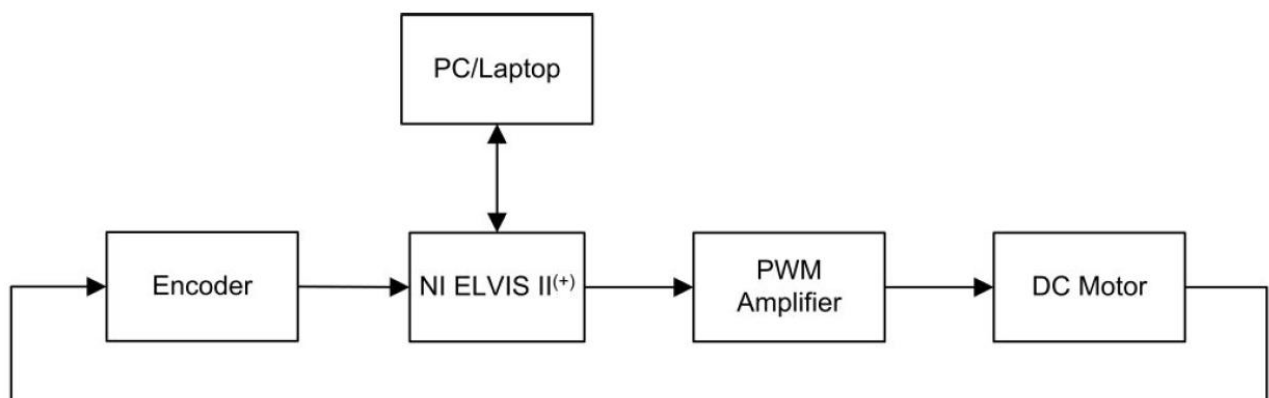 PC/Laptop
Encoder
NI ELVIS II(+)
PWM
Amplifier
DC Motor